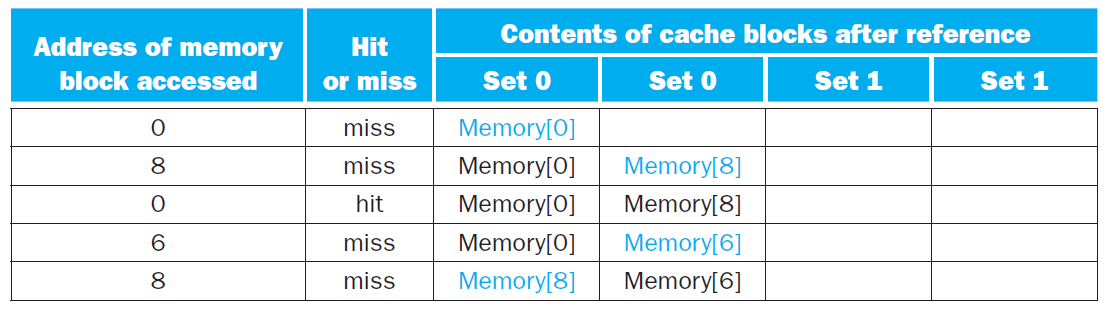 Address of memory block accessed | Hit or miss | Contents of cache blocks after reference
Set 0 | Set 0 | Set 1 | Set 1
0 | miss | Memory[0]
8 | miss | Memory[0] | Memory[8]
0 | hit | Memory[0] | Memory[8]
6 | miss | Memory[0] | Memory[6]
8 | miss | Memory[8] | Memory[6]